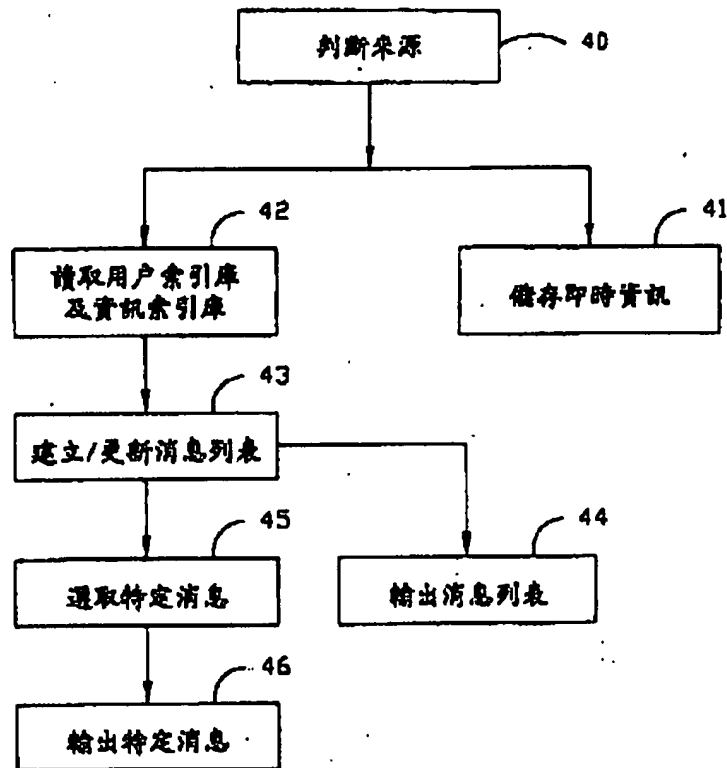 判斷來源
40
42
讀取用户索引庫
及資訊索引庫
41
儲存即時資訊
43
建立/更新消息列表
45
選取特定消息
44
輸出消息列表
46
輸出特定消息